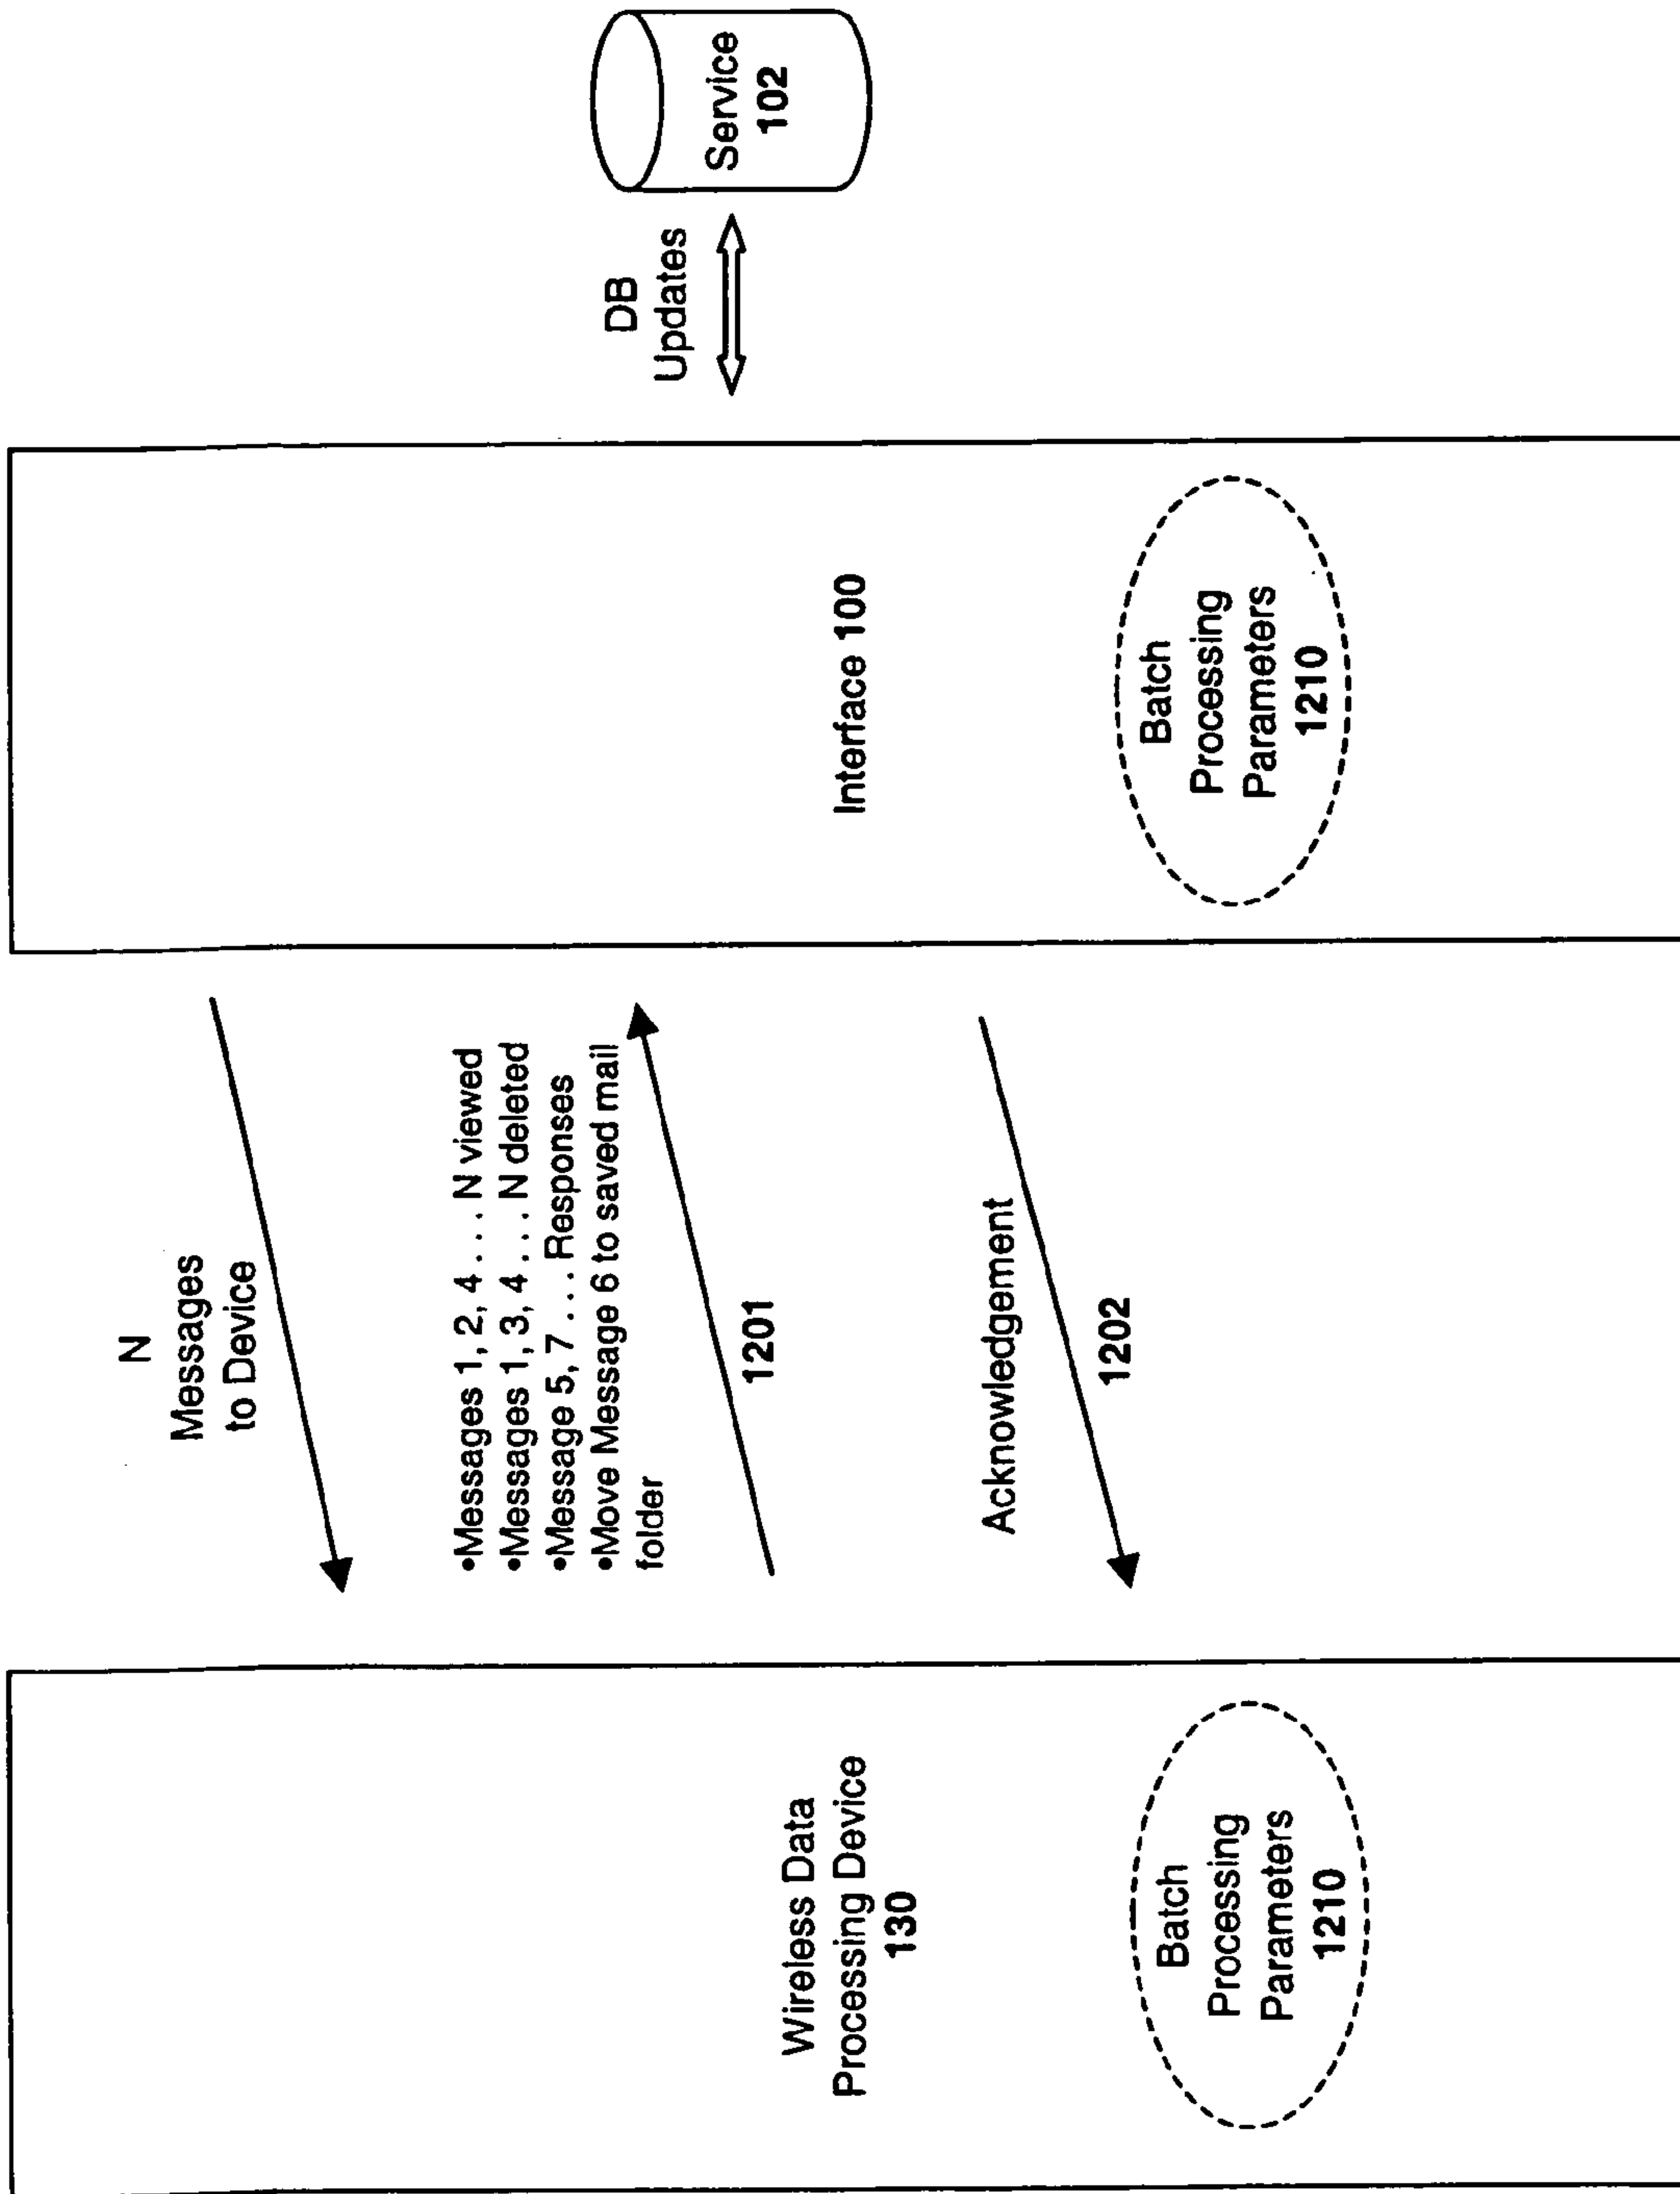 Wireless Data
Processing Device
130
Batch
Processing
Parameters
1210
N
Messages
to Device
•Messages 1, 2, 4 . . . N viewed
•Messages 1, 3, 4 . . . N deleted
•Message 5, 7 . . . Responses
•Move Message 6 to saved mail
folder
1201
Acknowledgement
1202
Interface 100
Batch
Processing
Parameters
1210
DB
Updates
Service
102